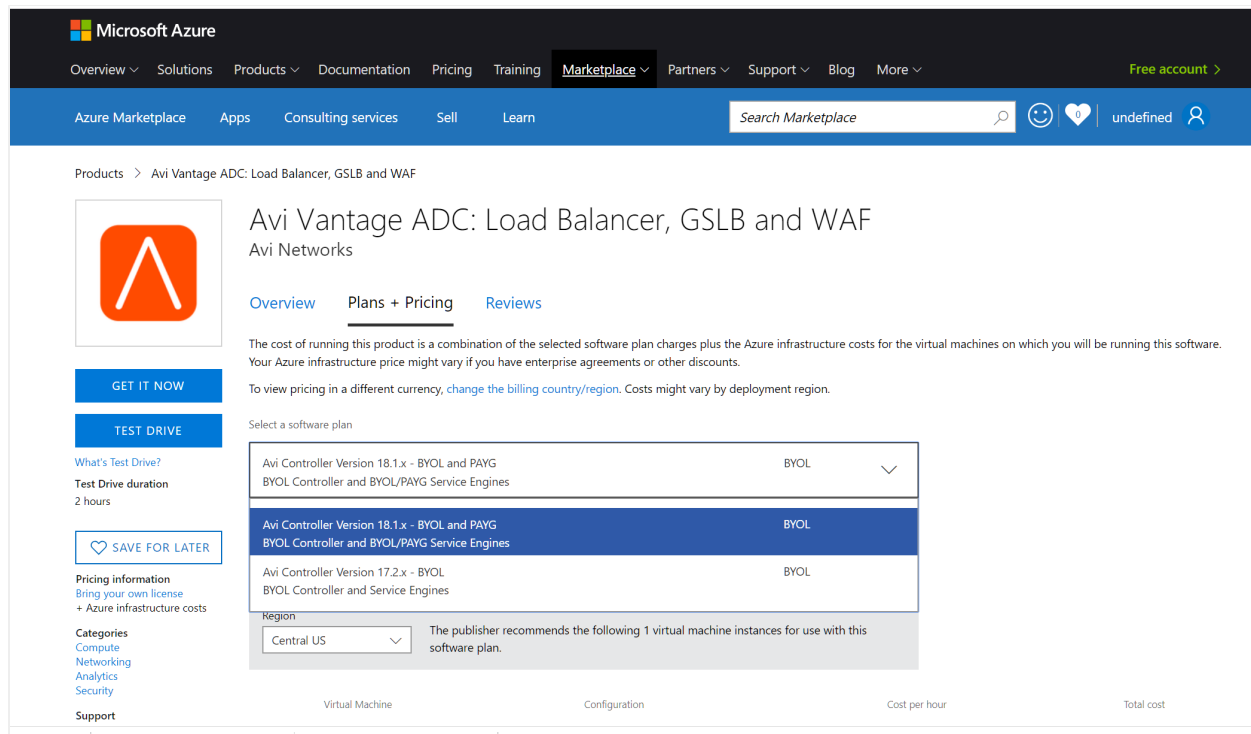 Microsoft Azure
Overview Solutions Products Documentation Pricing Training Marketplace Partners Support Blog More Free account
Azure Marketplace Apps Consulting services Sell Learn Search Marketplace 0 undefined
Products > Avi Vantage ADC: Load Balancer, GSLB and WAF
Avi Vantage ADC: Load Balancer, GSLB and WAF
Avi Networks
Overview Plans + Pricing Reviews
The cost of running this product is a combination of the selected software plan charges plus the Azure infrastructure costs for the virtual machines on which you will be running this software.
Your Azure infrastructure price might vary if you have enterprise agreements or other discounts.
To view pricing in a different currency, change the billing country/region. Costs might vary by deployment region.
GET IT NOW
TEST DRIVE
What's Test Drive?
Test Drive duration
2 hours
SAVE FOR LATER
Pricing information
Bring your own license
+ Azure infrastructure costs
Categories
Compute
Networking
Analytics
Security
Support
Select a software plan
Avi Controller Version 18.1.x - BYOL and PAYG BYOL
BYOL Controller and BYOL/PAYG Service Engines
Avi Controller Version 18.1.x - BYOL and PAYG BYOL
BYOL Controller and BYOL/PAYG Service Engines
Avi Controller Version 17.2.x - BYOL BYOL
BYOL Controller and Service Engines
Region
Central US
The publisher recommends the following 1 virtual machine instances for use with this
software plan.
Virtual Machine Configuration Cost per hour Total cost